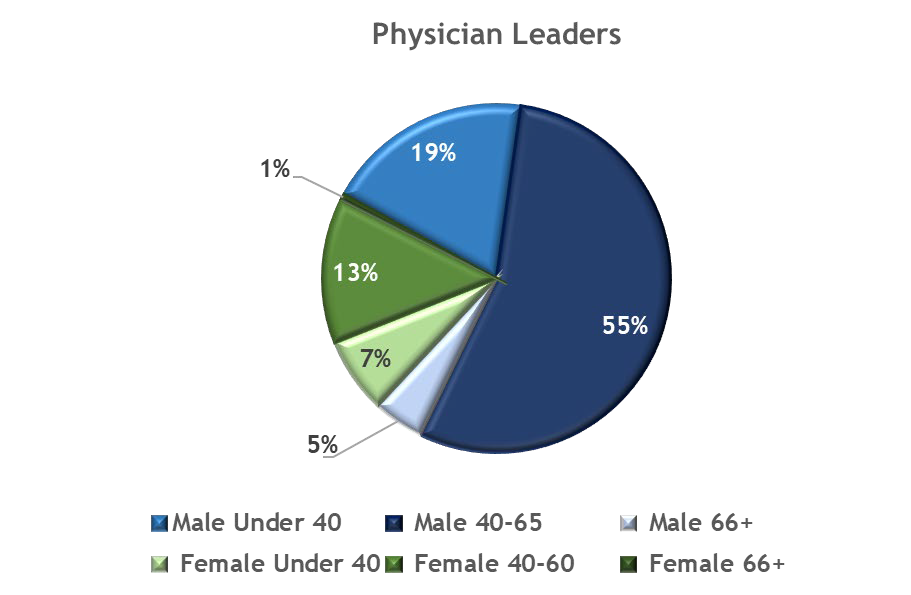 Physician Leaders
19%
1%
13%
55%
7%
5%
Male Under 40 Male 40-65 Male 66+
Female Under 40 Female 40-60 Female 66+